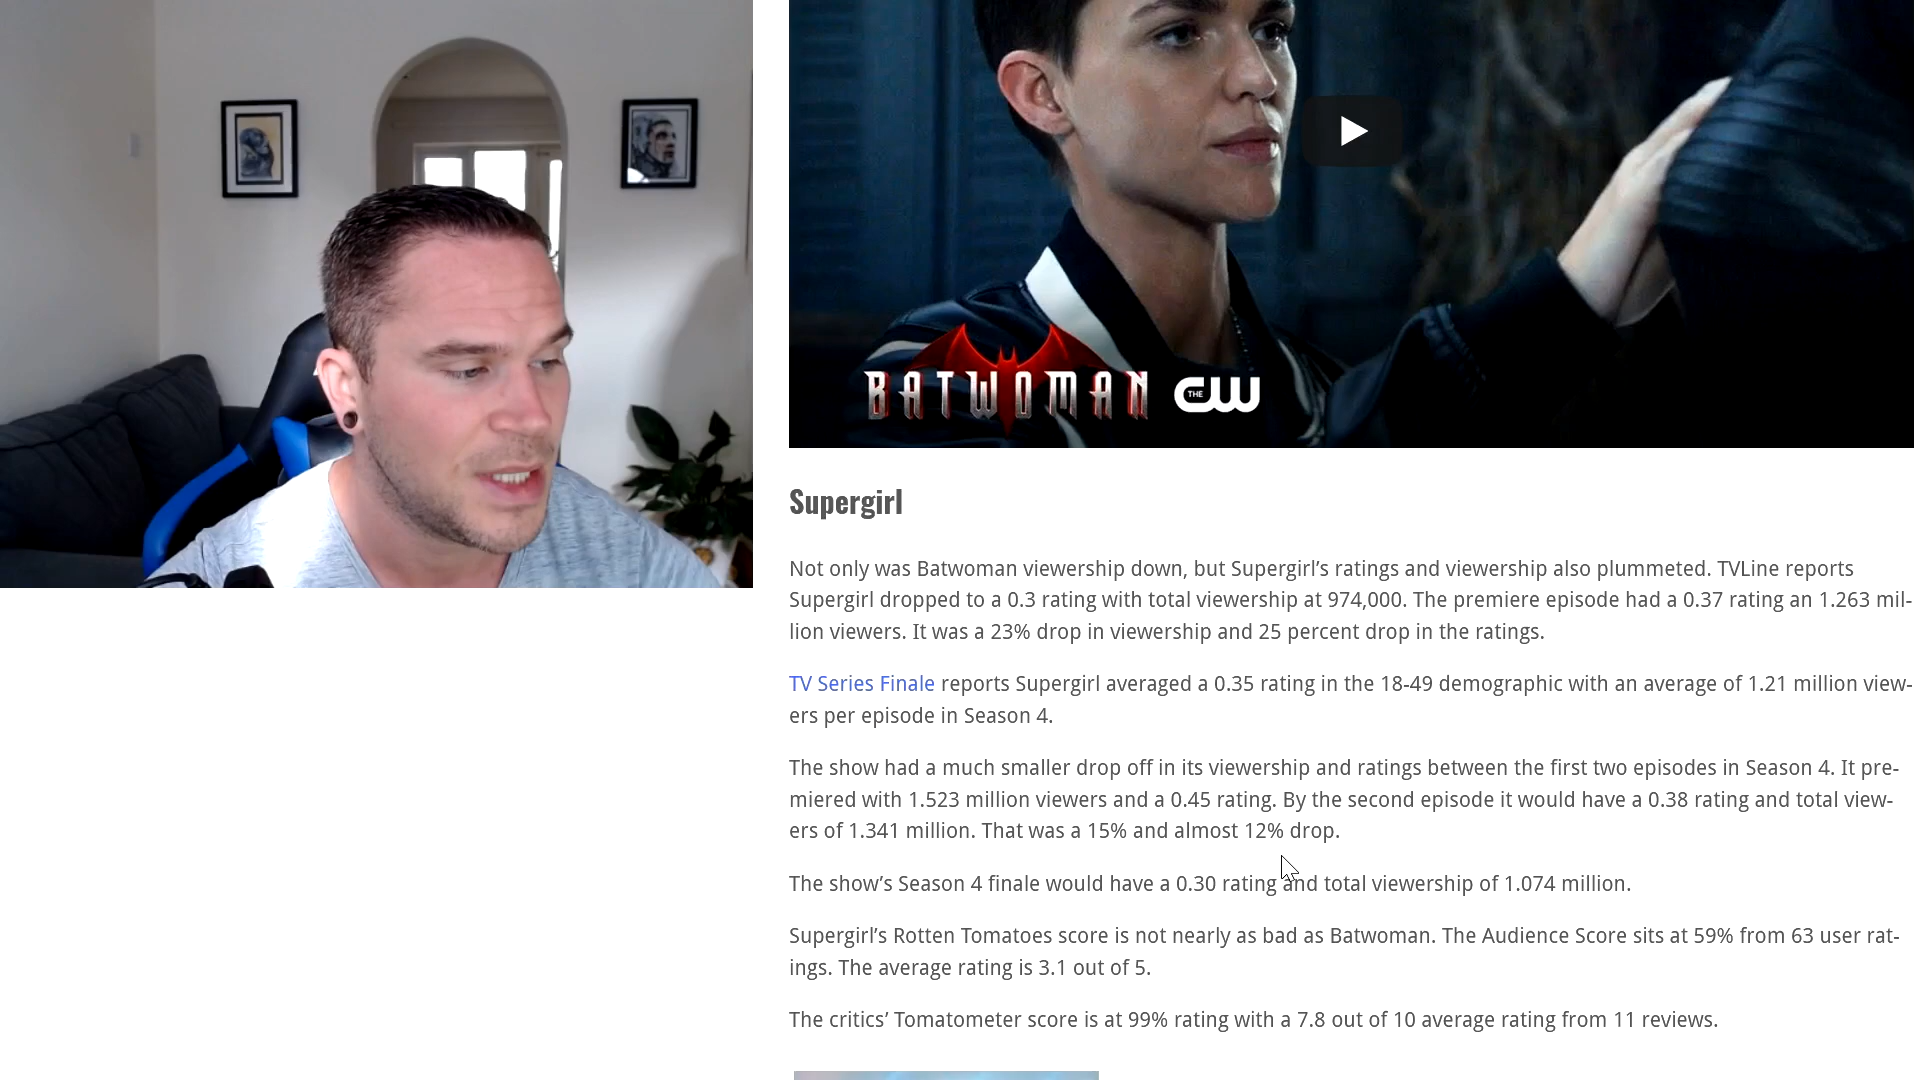 BATWOMAN THE CW
Supergirl
Not only was Batwoman viewership down, but Supergirl’s ratings and viewership also plummeted. TVLine reports
Supergirl dropped to a 0.3 rating with total viewership at 974,000. The premiere episode had a 0.37 rating an 1.263 mil-
lion viewers. It was a 23% drop in viewership and 25 percent drop in the ratings.
TV Series Finale reports Supergirl averaged a 0.35 rating in the 18-49 demographic with an average of 1.21 million view-
ers per episode in Season 4.
The show had a much smaller drop off in its viewership and ratings between the first two episodes in Season 4. It pre-
miered with 1.523 million viewers and a 0.45 rating. By the second episode it would have a 0.38 rating and total view-
ers of 1.341 million. That was a 15% and almost 12% drop.
The show’s Season 4 finale would have a 0.30 rating and total viewership of 1.074 million.
Supergirl’s Rotten Tomatoes score is not nearly as bad as Batwoman. The Audience Score sits at 59% from 63 user rat-
ings. The average rating is 3.1 out of 5.
The critics’ Tomatometer score is at 99% rating with a 7.8 out of 10 average rating from 11 reviews.